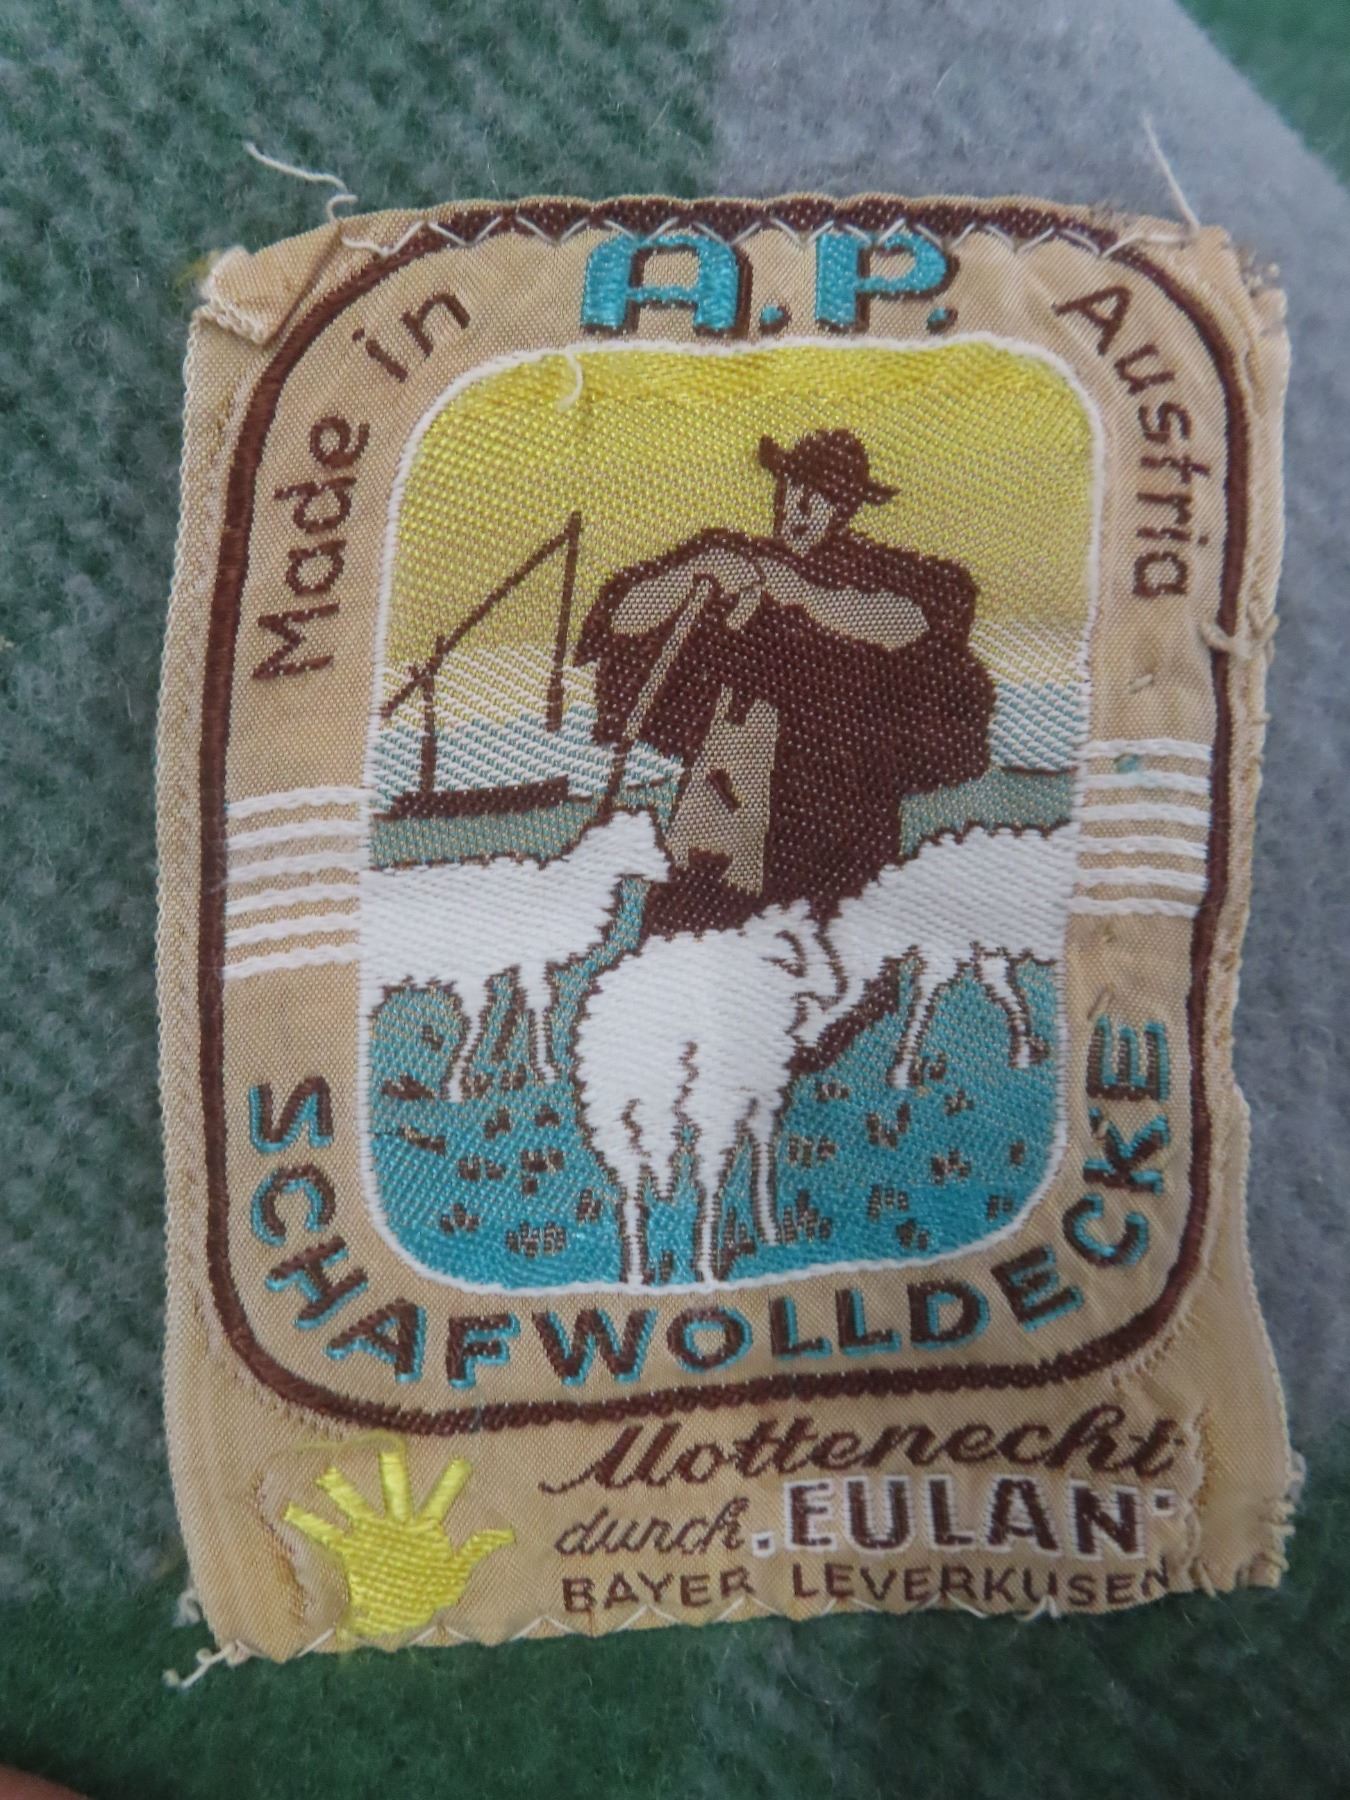 A.P.
Made in Austria
SCHAFWOLLDECKE
Mottenecht
durch „EULAN“
BAYER LEVERKUSEN